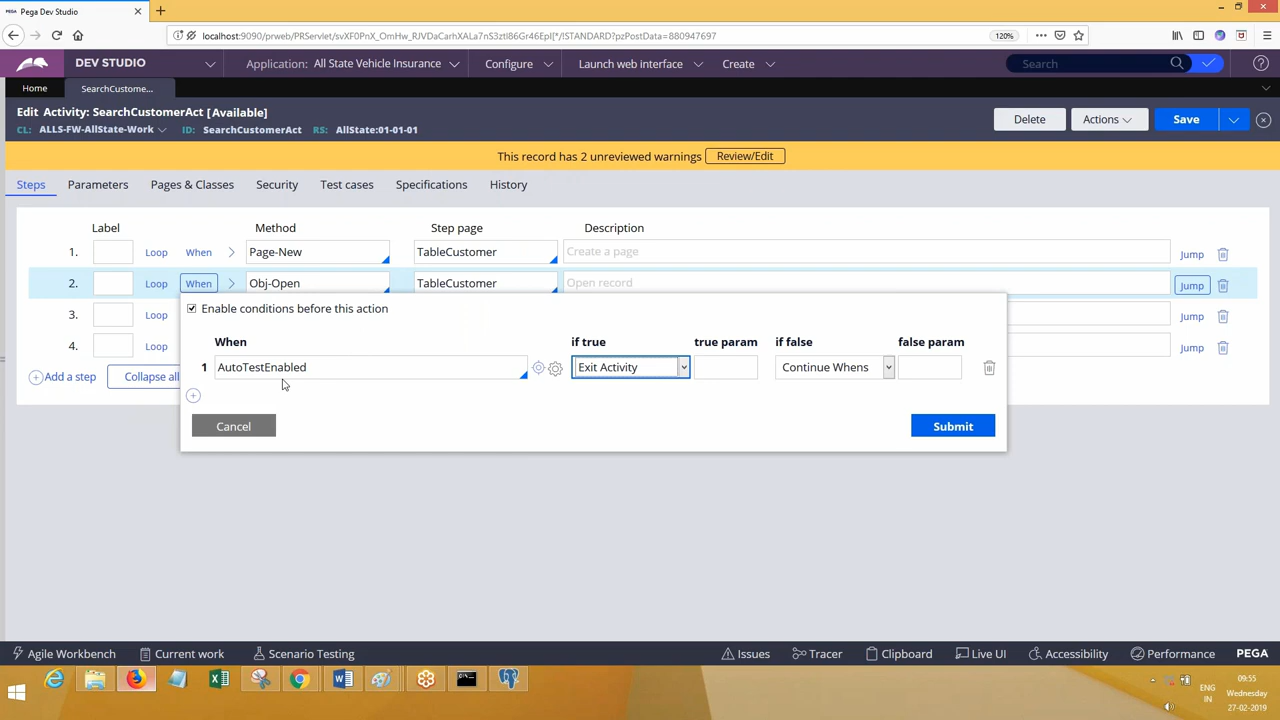 Pega Dev Studio
localhost:9090/prweb/PRServlet/
120%
DEV STUDIO
Application: All State Vehicle Insurance
Configure
Launch web interface
Create
Search
Home
SearchCustome...
Edit Activity: SearchCustomerAct [Available]
CL: ALLS-FW-AllState-Work ID: SearchCustomerAct RS: AllState:01-01-01
Delete
Actions
Save
This record has 2 unreviewed warnings Review/Edit
Steps Parameters Pages & Classes Security Test cases Specifications History
Label Method Step page Description
1. Loop When Page-New TableCustomer Create a page Jump
2. Loop When Obj-Open TableCustomer Open record Jump
3. Loop Jump
4. Loop Jump
Add a step Collapse all
Enable conditions before this action
When if true true param if false false param
1 AutoTestEnabled Exit Activity Continue Whens
Cancel Submit
Agile Workbench Current work Scenario Testing Issues Tracer Clipboard Live UI Accessibility Performance PEGA
ENG
IN
09:55
Wednesday
27-02-2019